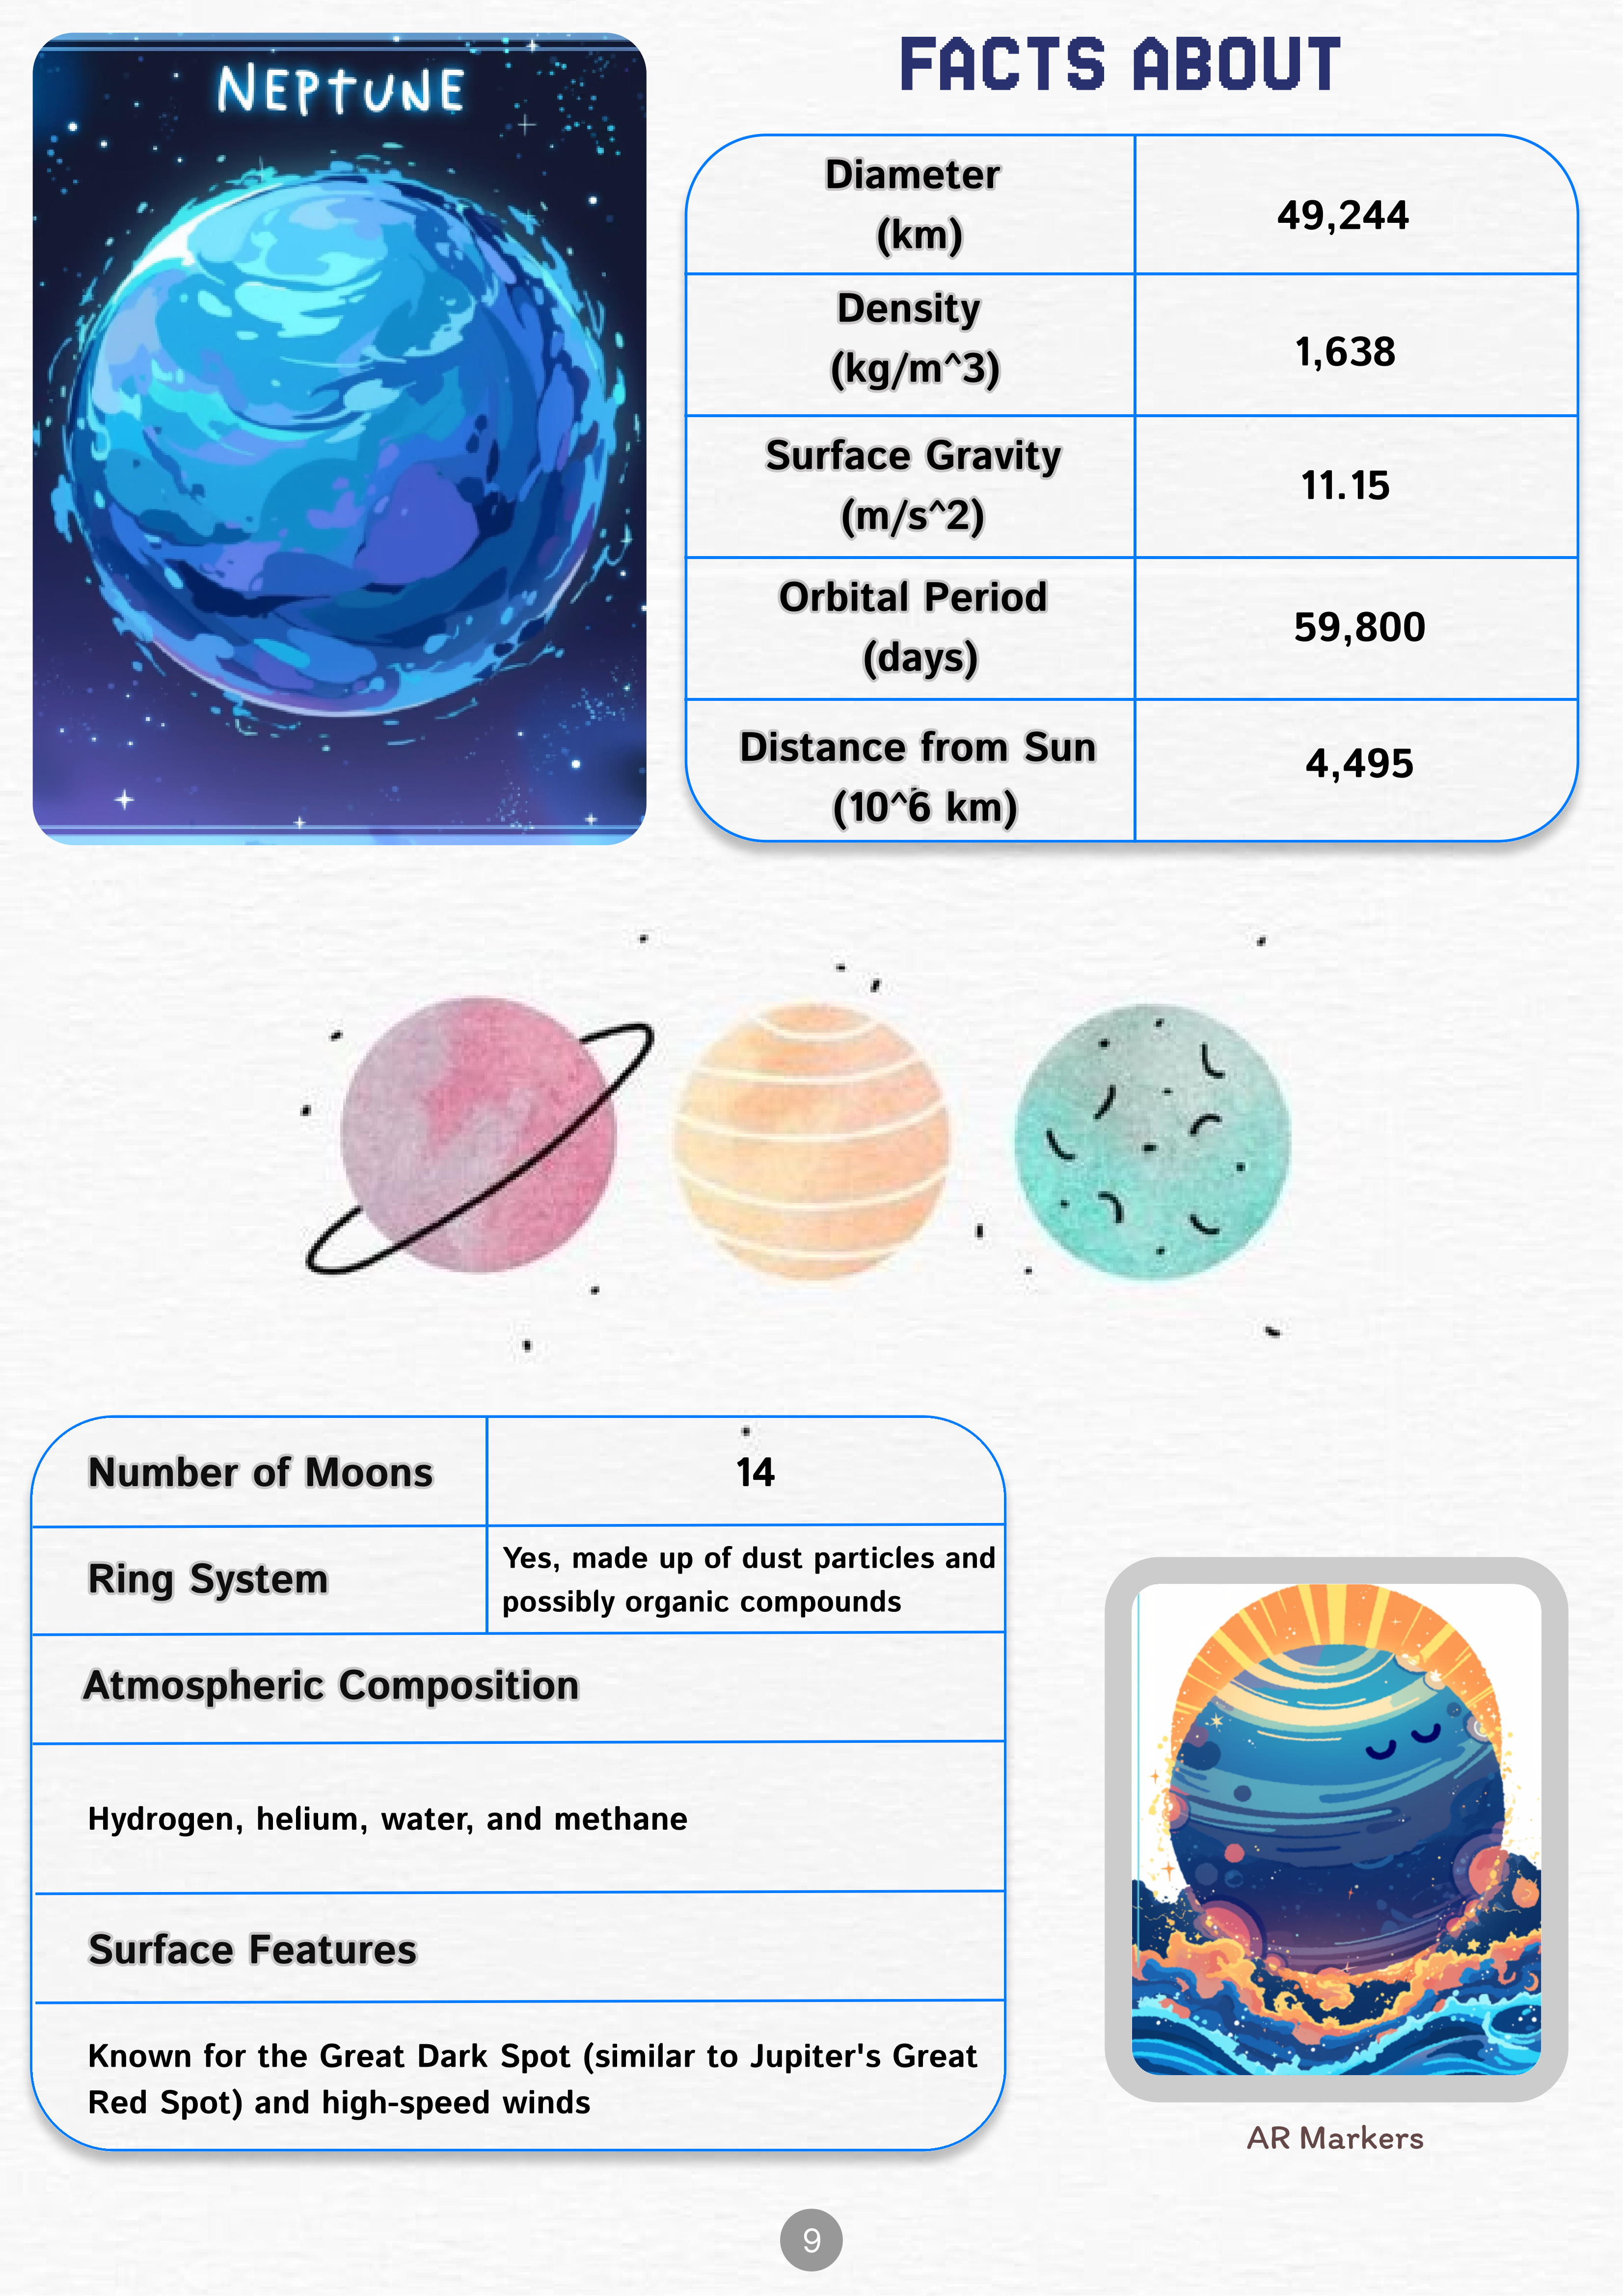 NEPTUNE
FACTS ABOUT
Diameter
(km)
49,244
Density
(kg/m^3)
1,638
Surface Gravity
(m/s^2)
11.15
Orbital Period
(days)
59,800
Distance from Sun
(10^6 km)
4,495
Number of Moons
14
Ring System
Yes, made up of dust particles and
possibly organic compounds
Atmospheric Composition
Hydrogen, helium, water, and methane
Surface Features
Known for the Great Dark Spot (similar to Jupiter's Great
Red Spot) and high-speed winds
AR Markers
9